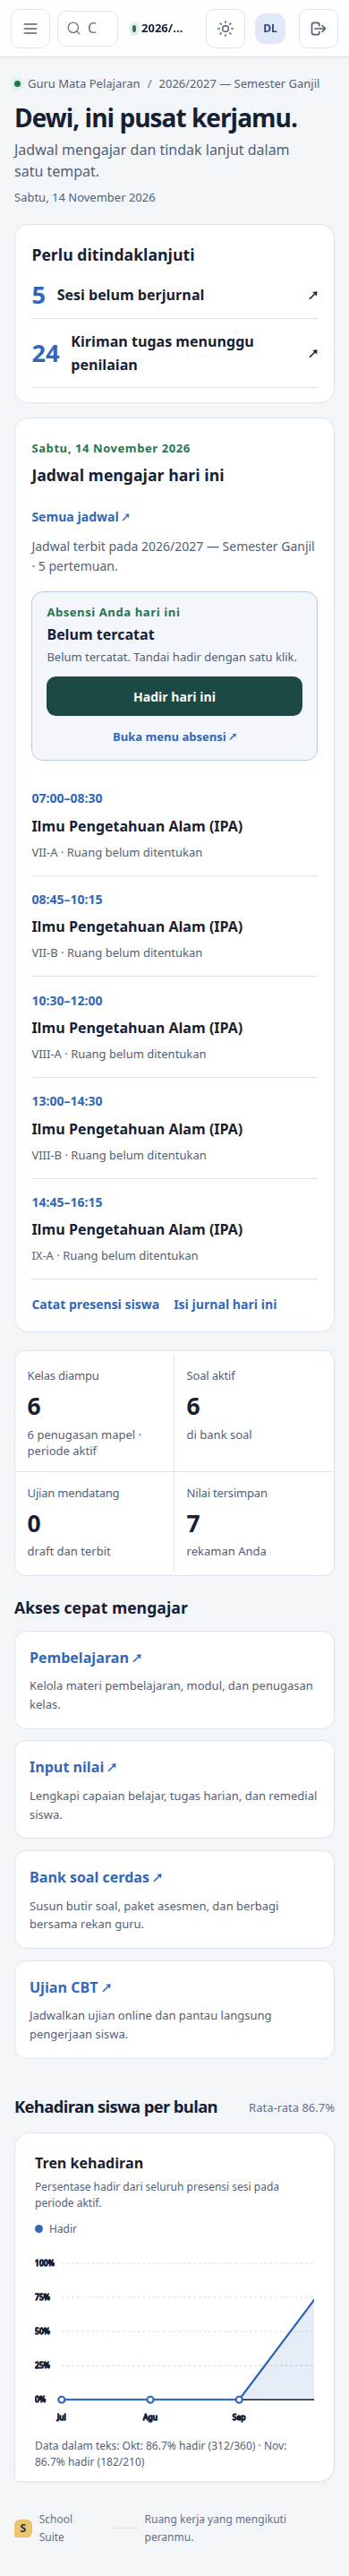 C
2026/...
DL
Guru Mata Pelajaran / 2026/2027 — Semester Ganjil
Dewi, ini pusat kerjamu.
Jadwal mengajar dan tindak lanjut dalam
satu tempat.
Sabtu, 14 November 2026
Perlu ditindaklanjuti
5 Sesi belum berjurnal ↗
24 Kiriman tugas menunggu
penilaian ↗
Sabtu, 14 November 2026
Jadwal mengajar hari ini
Semua jadwal ↗
Jadwal terbit pada 2026/2027 — Semester Ganjil
· 5 pertemuan.
Absensi Anda hari ini
Belum tercatat
Belum tercatat. Tandai hadir dengan satu klik.
Hadir hari ini
Buka menu absensi ↗
07:00–08:30
Ilmu Pengetahuan Alam (IPA)
VII-A · Ruang belum ditentukan
08:45–10:15
Ilmu Pengetahuan Alam (IPA)
VII-B · Ruang belum ditentukan
10:30–12:00
Ilmu Pengetahuan Alam (IPA)
VIII-A · Ruang belum ditentukan
13:00–14:30
Ilmu Pengetahuan Alam (IPA)
VIII-B · Ruang belum ditentukan
14:45–16:15
Ilmu Pengetahuan Alam (IPA)
IX-A · Ruang belum ditentukan
Catat presensi siswa Isi jurnal hari ini
Kelas diampu
6
6 penugasan mapel ·
periode aktif
Soal aktif
6
di bank soal
Ujian mendatang
0
draft dan terbit
Nilai tersimpan
7
rekaman Anda
Akses cepat mengajar
Pembelajaran ↗
Kelola materi pembelajaran, modul, dan penugasan
kelas.
Input nilai ↗
Lengkapi capaian belajar, tugas harian, dan remedial
siswa.
Bank soal cerdas ↗
Susun butir soal, paket asesmen, dan berbagi
bersama rekan guru.
Ujian CBT ↗
Jadwalkan ujian online dan pantau langsung
pengerjaan siswa.
Kehadiran siswa per bulan Rata-rata 86.7%
Tren kehadiran
Persentase hadir dari seluruh presensi sesi pada
periode aktif.
Hadir
100%
75%
50%
25%
0%
Jul Agu Sep
Data dalam teks: Okt: 86.7% hadir (312/360) · Nov:
86.7% hadir (182/210)
S
School
Suite
Ruang kerja yang mengikuti
peranmu.